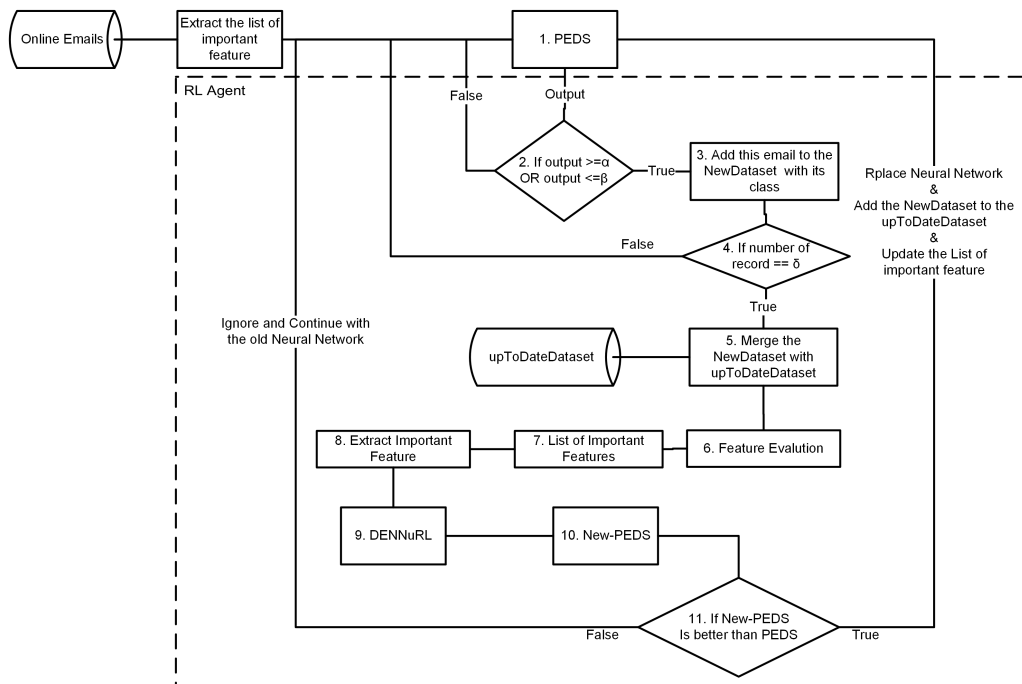 Online Emails
Extract the list of
important
feature
1. PEDS
RL Agent
False
Output
2. If output >=α
OR output <=β
True
3. Add this email to the
NewDataset with its
class
Rplace Neural Network
&
Add the NewDataset to the
upToDateDataset
&
Update the List of
important feature
False
4. If number of
record == δ
True
Ignore and Continue with
the old Neural Network
upToDateDataset
5. Merge the
NewDataset with
upToDateDataset
8. Extract Important
Feature
7. List of Important
Features
6. Feature Evalution
9. DENNuRL
10. New-PEDS
11. If New-PEDS
Is better than PEDS
False
True